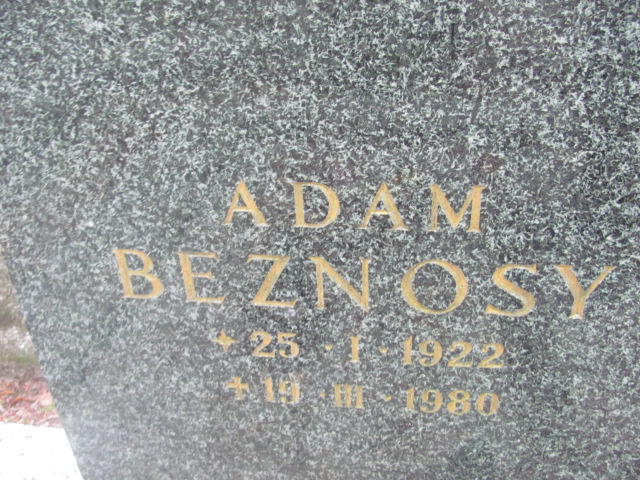 ADAM
BEZNOSY
+ 25 · I · 1922
+ 19 · III · 1980